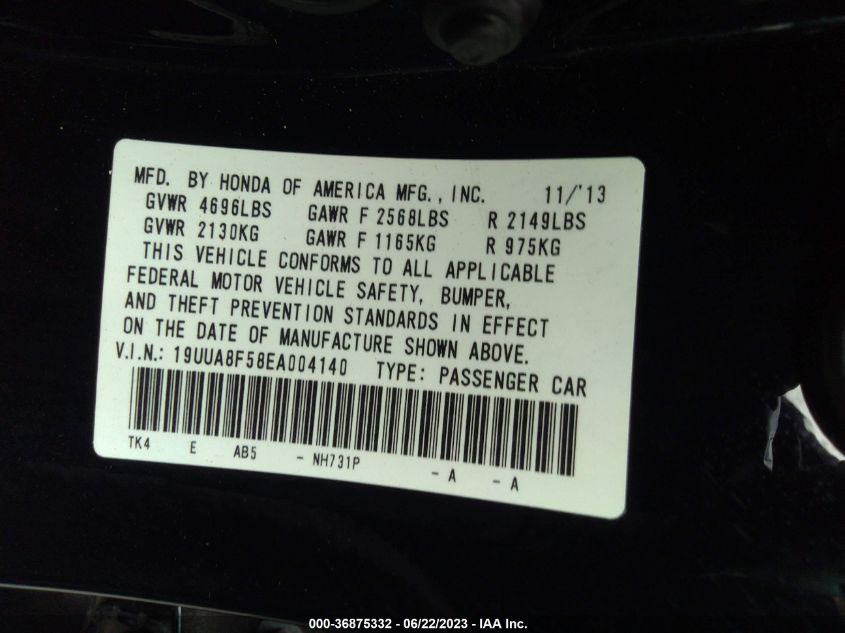 MFD. BY HONDA OF AMERICA MFG., INC. 11/'13
GVWR 4696LBS GAWR F 2568LBS R 2149LBS
GVWR 2130KG GAWR F 1165KG R 975KG
THIS VEHICLE CONFORMS TO ALL APPLICABLE
FEDERAL MOTOR VEHICLE SAFETY, BUMPER,
AND THEFT PREVENTION STANDARDS IN EFFECT
ON THE DATE OF MANUFACTURE SHOWN ABOVE.
V.I.N.: 19UUA8F58EA004140 TYPE: PASSENGER CAR
TK4 E AB5 - NH731P - A - A
000-36875332 - 06/22/2023 - IAA Inc.